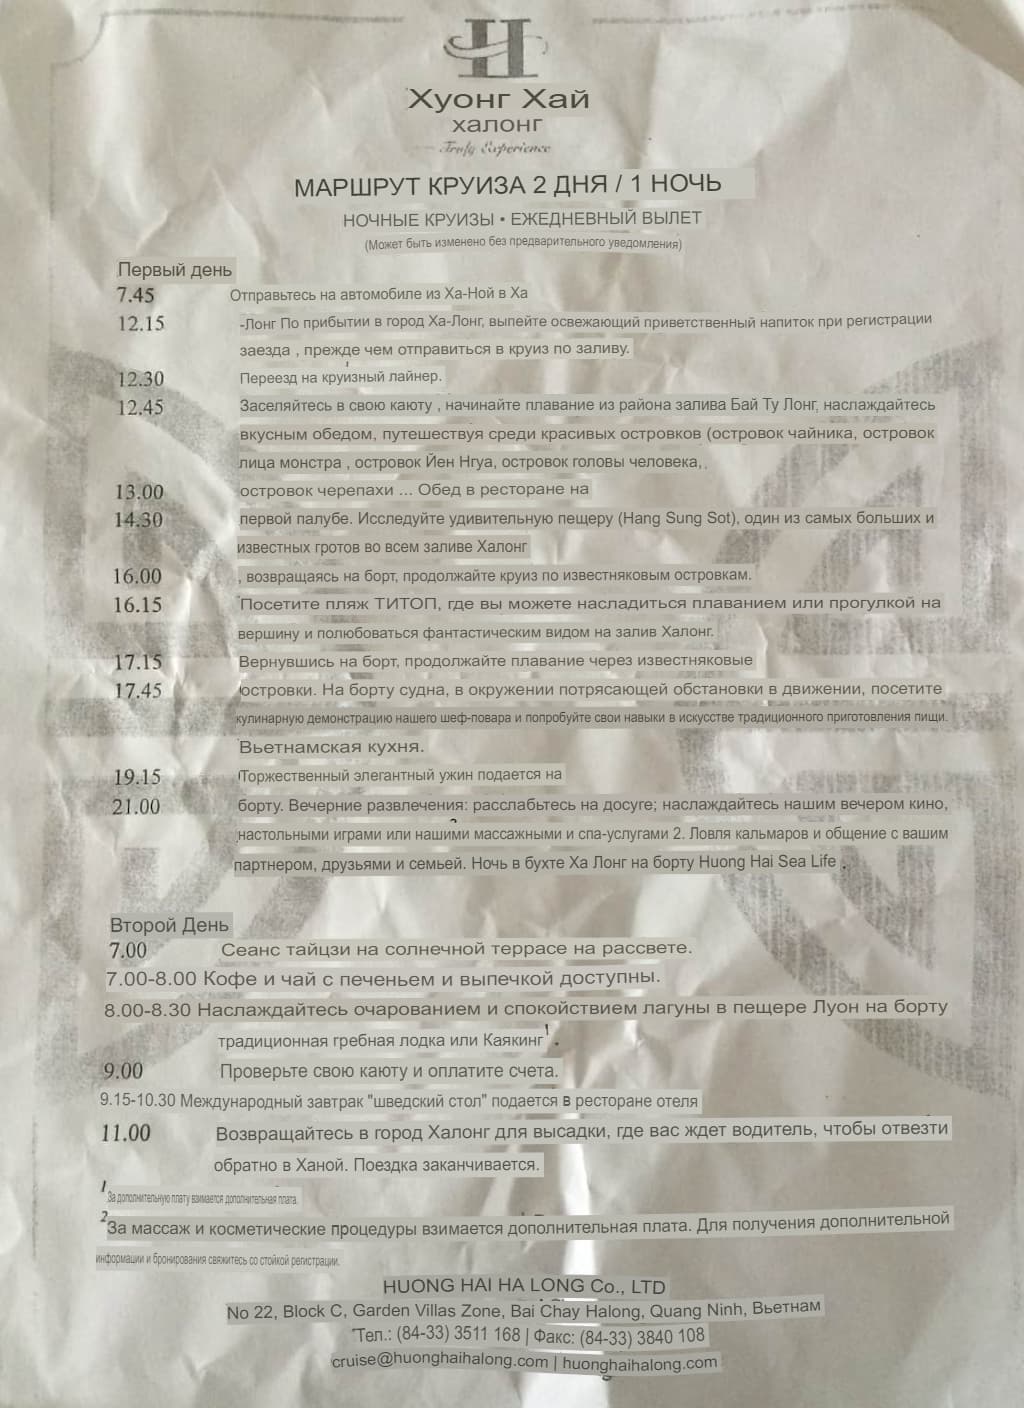 Хуонг Хай
халонг
Truly Experience
МАРШРУТ КРУИЗА 2 ДНЯ / 1 НОЧЬ
НОЧНЫЕ КРУИЗЫ • ЕЖЕДНЕВНЫЙ ВЫЛЕТ
(Может быть изменено без предварительного уведомления)
Первый день
7.45 Отправьтесь на автомобиле из Ха-Ной в Ха
12.15 -Лонг По прибытии в город Ха-Лонг, выпейте освежающий приветственный напиток при регистрации
заезда , прежде чем отправиться в круиз по заливу.
12.30 Переезд на круизный лайнер.
12.45 Заселяйтесь в свою каюту , начинайте плавание из района залива Бай Ту Лонг, наслаждайтесь
вкусным обедом, путешествуя среди красивых островков (островок чайника, островок
лица монстра , островок Йен Нгуа, островок головы человека,
13.00 островок черепахи ... Обед в ресторане на
14.30 первой палубе. Исследуйте удивительную пещеру (Hang Sung Sot), один из самых больших и
известных гротов во всем заливе Халонг
16.00 , возвращаясь на борт, продолжайте круиз по известняковым островкам.
16.15 Посетите пляж ТИТОП, где вы можете насладиться плаванием или прогулкой на
вершину и полюбоваться фантастическим видом на залив Халонг.
17.15 Вернувшись на борт, продолжайте плавание через известняковые
17.45 островки. На борту судна, в окружении потрясающей обстановки в движении, посетите
кулинарную демонстрацию нашего шеф-повара и попробуйте свои навыки в искусстве традиционного приготовления пищи.
Вьетнамская кухня.
19.15 Торжественный элегантный ужин подается на
21.00 борту. Вечерние развлечения: расслабьтесь на досуге; наслаждайтесь нашим вечером кино,
настольными играми или нашими массажными и спа-услугами 2. Ловля кальмаров и общение с вашим
партнером, друзьями и семьей. Ночь в бухте Ха Лонг на борту Huong Hai Sea Life .
Второй День
7.00 Сеанс тайцзи на солнечной террасе на рассвете.
7.00-8.00 Кофе и чай с печеньем и выпечкой доступны.
8.00-8.30 Наслаждайтесь очарованием и спокойствием лагуны в пещере Луон на борту
традиционная гребная лодка или Каякинг¹ .
9.00 Проверьте свою каюту и оплатите счета.
9.15-10.30 Международный завтрак "шведский стол" подается в ресторане отеля
11.00 Возвращайтесь в город Халонг для высадки, где вас ждет водитель, чтобы отвезти
обратно в Ханой. Поездка заканчивается.
¹ За дополнительную плату взимается дополнительная плата.
² За массаж и косметические процедуры взимается дополнительная плата. Для получения дополнительной
информации и бронирования свяжитесь со стойкой регистрации.
HUONG HAI HA LONG Co., LTD
No 22, Block C, Garden Villas Zone, Bai Chay Halong, Quang Ninh, Вьетнам
Тел.: (84-33) 3511 168 | Факс: (84-33) 3840 108
cruise@huonghaihalong.com | huonghaihalong.com